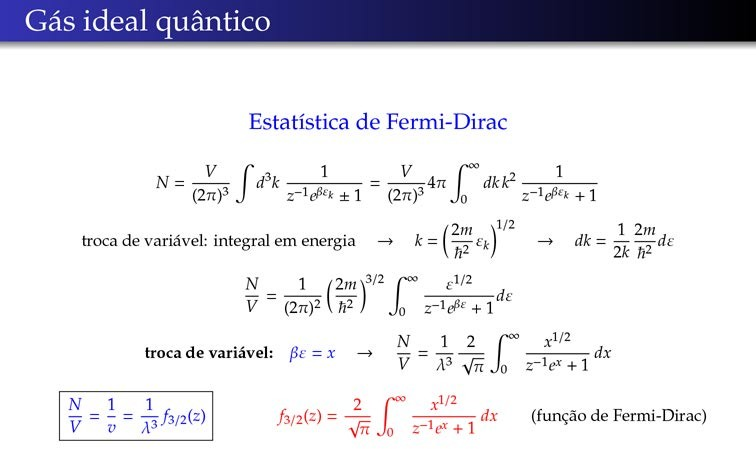 Gás ideal quântico
Estatística de Fermi-Dirac
N = V/(2π)³ ∫ d³k 1/(z⁻¹e^{βε_k} ± 1) = V/(2π)³ 4π ∫₀^∞ dk k² 1/(z⁻¹e^{βε_k} + 1)
troca de variável: integral em energia → k = (2m/ħ² ε_k)^{1/2} → dk = 1/2k 2m/ħ² dε
N/V = 1/(2π)² (2m/ħ²)^{3/2} ∫₀^∞ ε^{1/2}/(z⁻¹e^{βε} + 1) dε
troca de variável: βε = x → N/V = 1/λ³ 2/√π ∫₀^∞ x^{1/2}/(z⁻¹eˣ + 1) dx
N/V = 1/v = 1/λ³ f_{3/2}(z) f_{3/2}(z) = 2/√π ∫₀^∞ x^{1/2}/(z⁻¹eˣ + 1) dx (função de Fermi-Dirac)